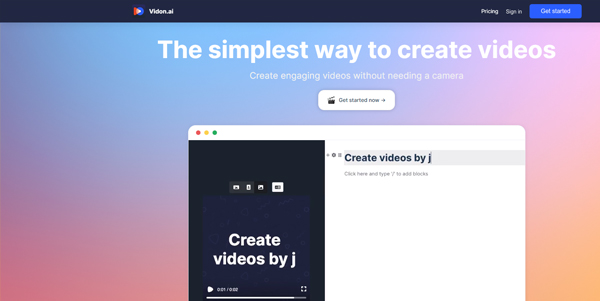 Vidon.ai
Pricing
Sign in
Get started
The simplest way to create videos
Create engaging videos without needing a camera
Get started now →
Create videos by j
Click here and type '/' to add blocks
Create
videos by j
0:01 / 0:02